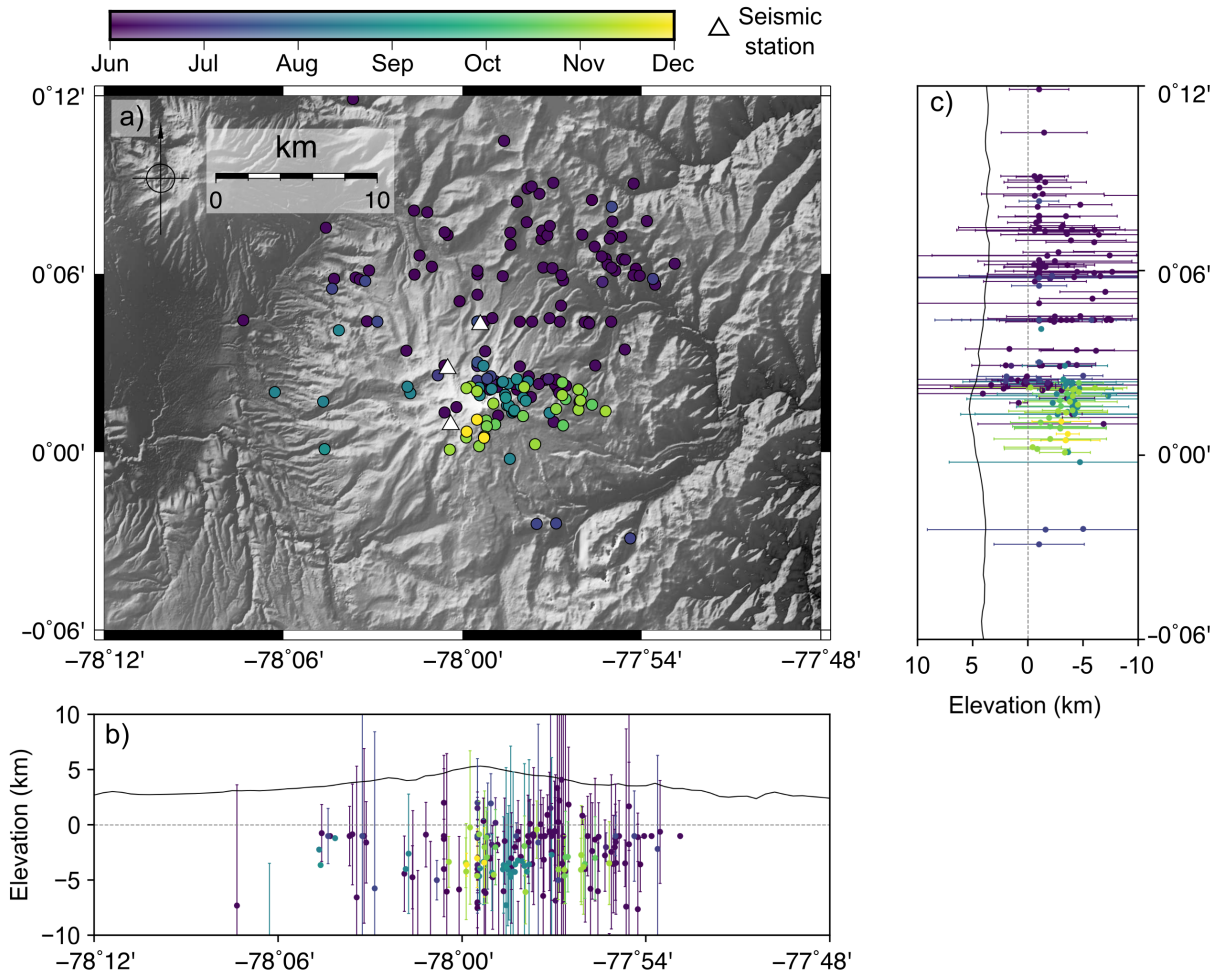 Jun Jul Aug Sep Oct Nov Dec
Seismic
station
a)
km
0 10
0˚12'
0˚06'
0˚00'
−0˚06'
−78˚12' −78˚06' −78˚00' −77˚54' −77˚48'
c)
0˚12'
0˚06'
0˚00'
−0˚06'
10 5 0 -5 -10
Elevation (km)
b)
10
5
0
−5
−10
Elevation (km)
−78˚12' −78˚06' −78˚00' −77˚54' −77˚48'